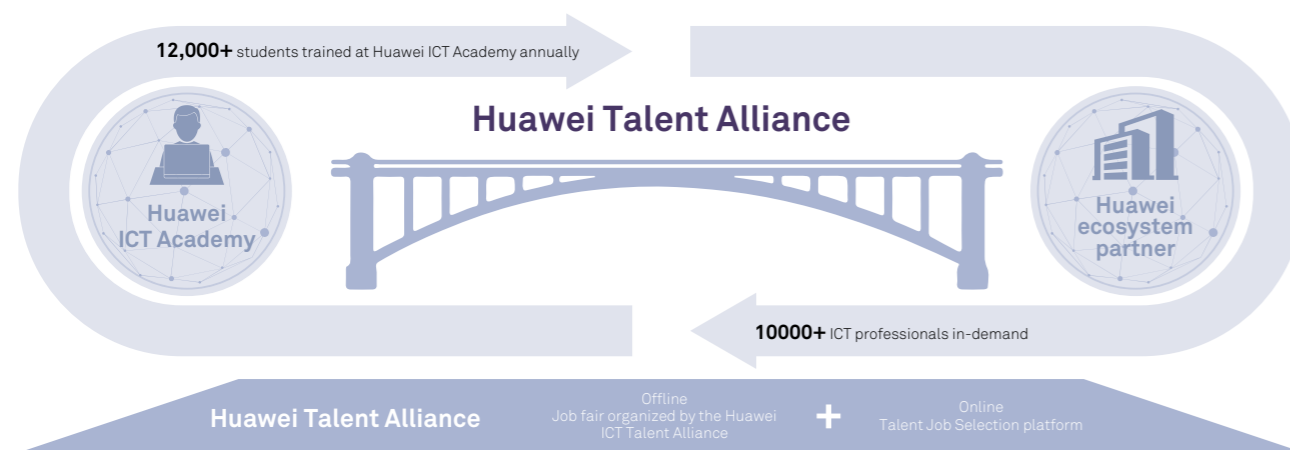 12,000+ students trained at Huawei ICT Academy annually
Huawei Talent Alliance
Huawei
ICT Academy
Huawei
ecosystem
partner
10000+ ICT professionals in-demand
Huawei Talent Alliance
Offline
Job fair organized by the Huawei
ICT Talent Alliance
+
Online
Talent Job Selection platform